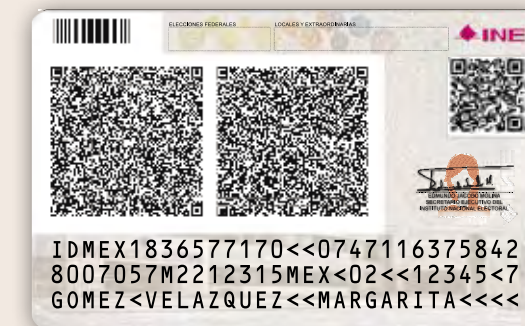 ELECCIONES FEDERALES
LOCALES Y EXTRAORDINARIAS
INE
EDMUNDO JACOBO MOLINA
SECRETARIO EJECUTIVO DEL
INSTITUTO NACIONAL ELECTORAL
IDMEX1836577170<<0747116375842
8007057M2212315MEX<02<<12345<7
GOMEZ<VELAZQUEZ<<MARGARITA<<<<